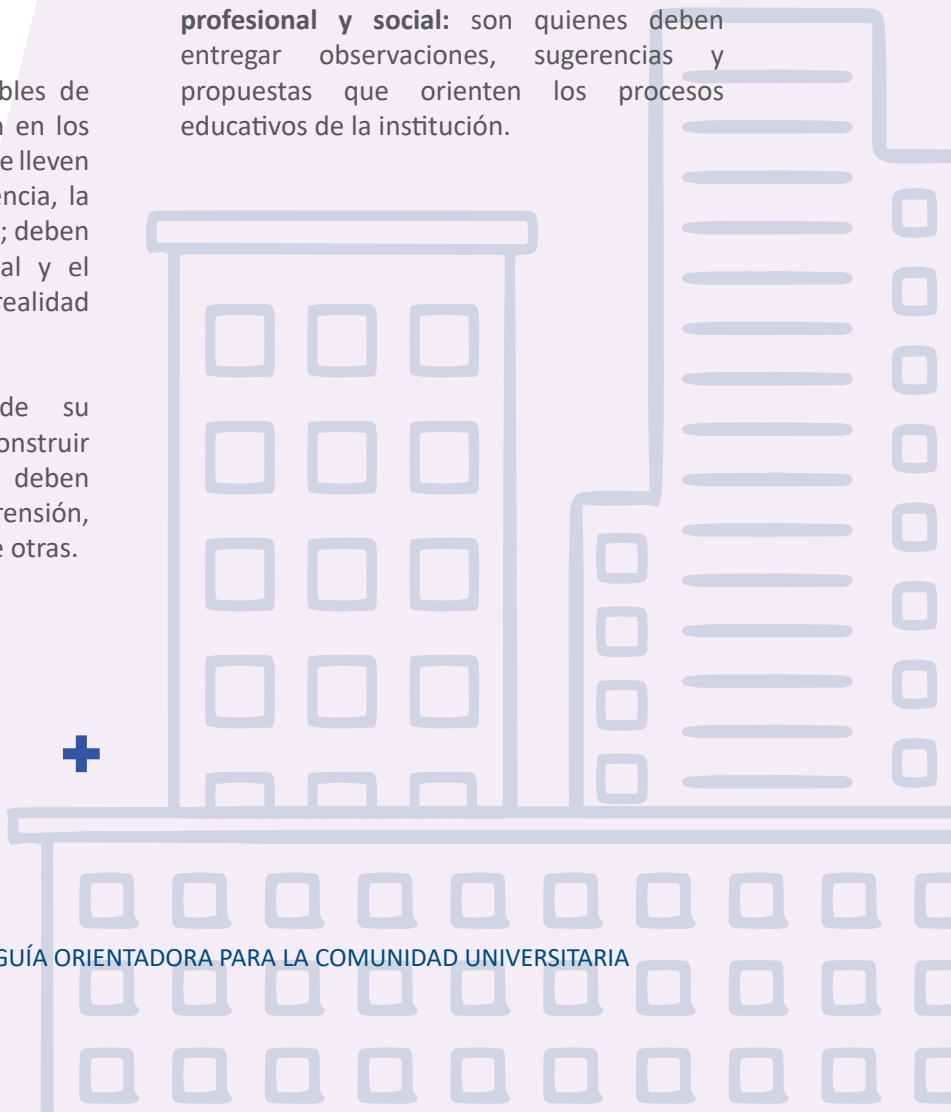 bles de
n en los
e lleven
encia, la
; deben
al y el
realidad
de su
onstruir
deben
rensión,
e otras.
profesional y social: son quienes deben
entregar observaciones, sugerencias y
propuestas que orienten los procesos
educativos de la institución.
GUÍA ORIENTADORA PARA LA COMUNIDAD UNIVERSITARIA